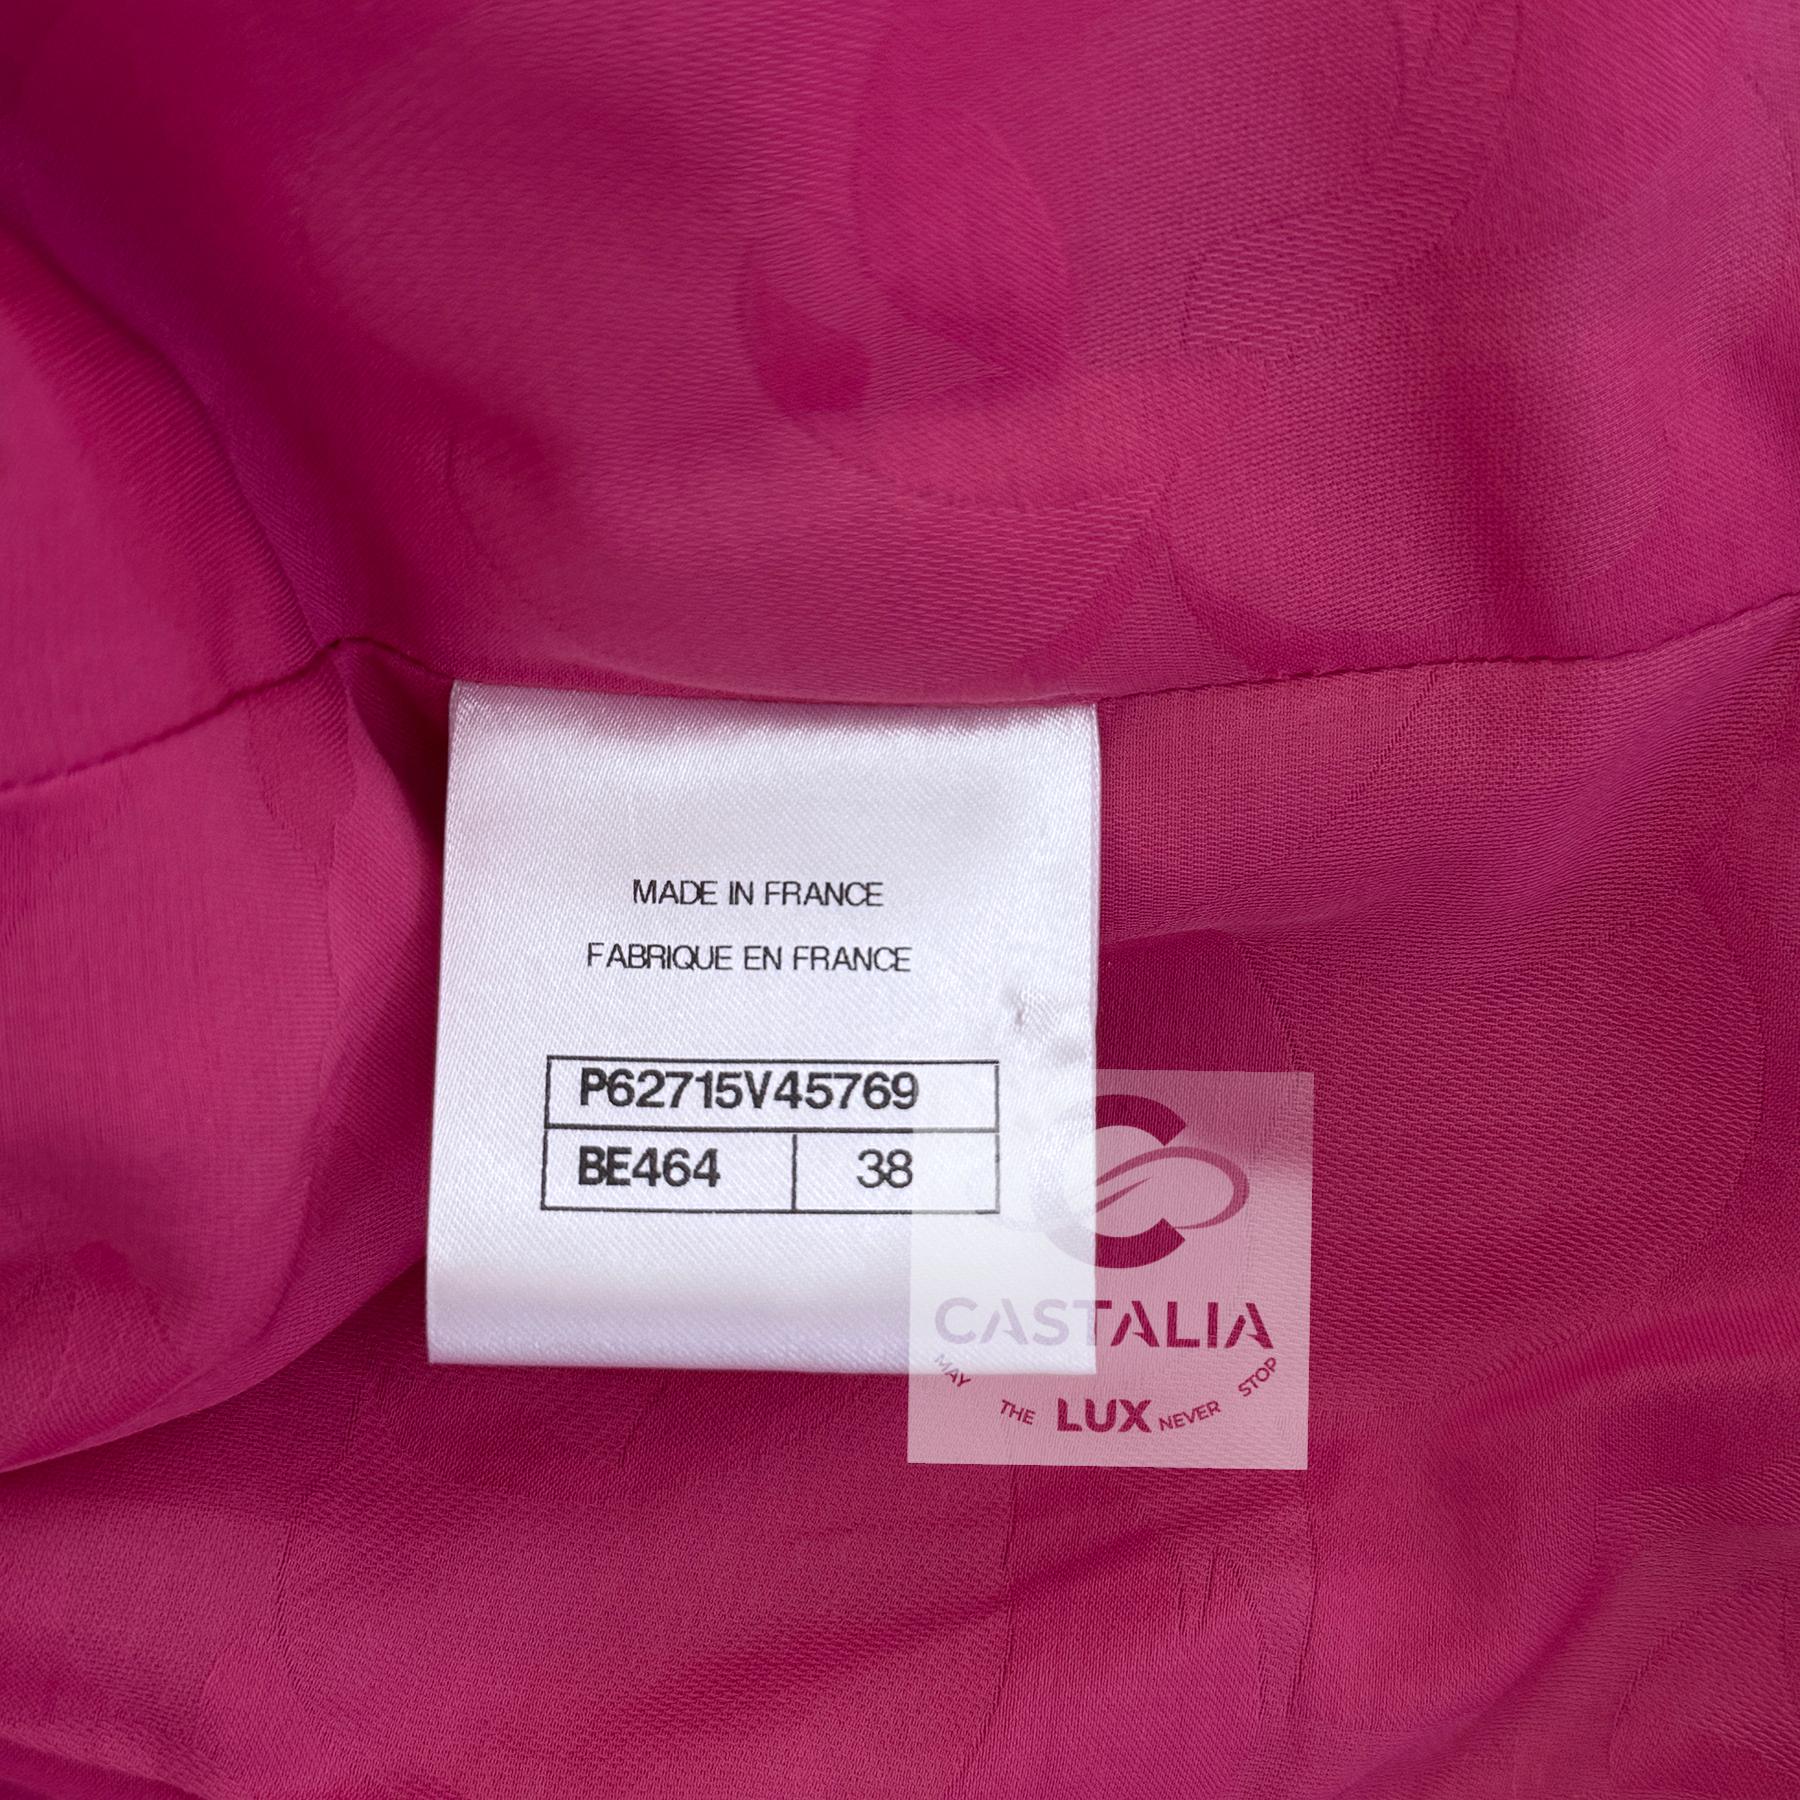 MADE IN FRANCE
FABRIQUE EN FRANCE
P62715V45769
BE464 38
CASTALIA
MAY THE LUX NEVER STOP